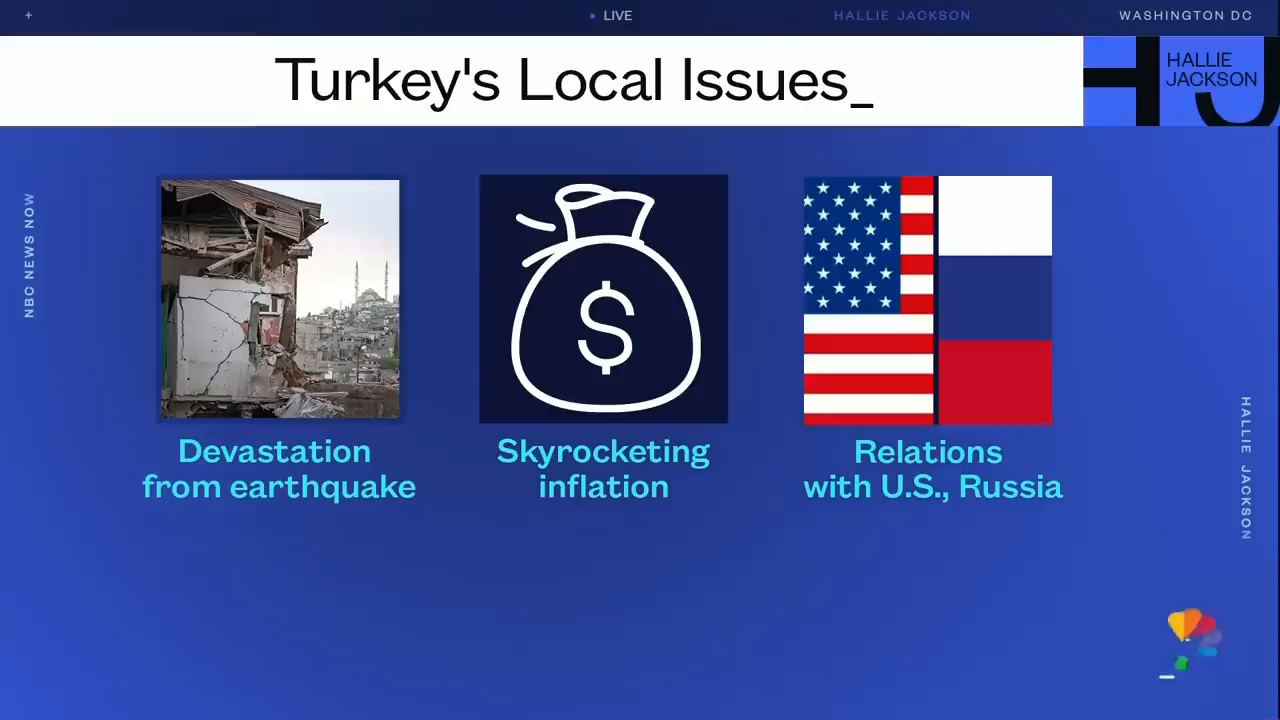 LIVE
HALLIE JACKSON
WASHINGTON DC
Turkey's Local Issues_
HALLIE
JACKSON
NBC NEWS NOW
$
Devastation
from earthquake
Skyrocketing
inflation
Relations
with U.S., Russia
HALLIE JACKSON